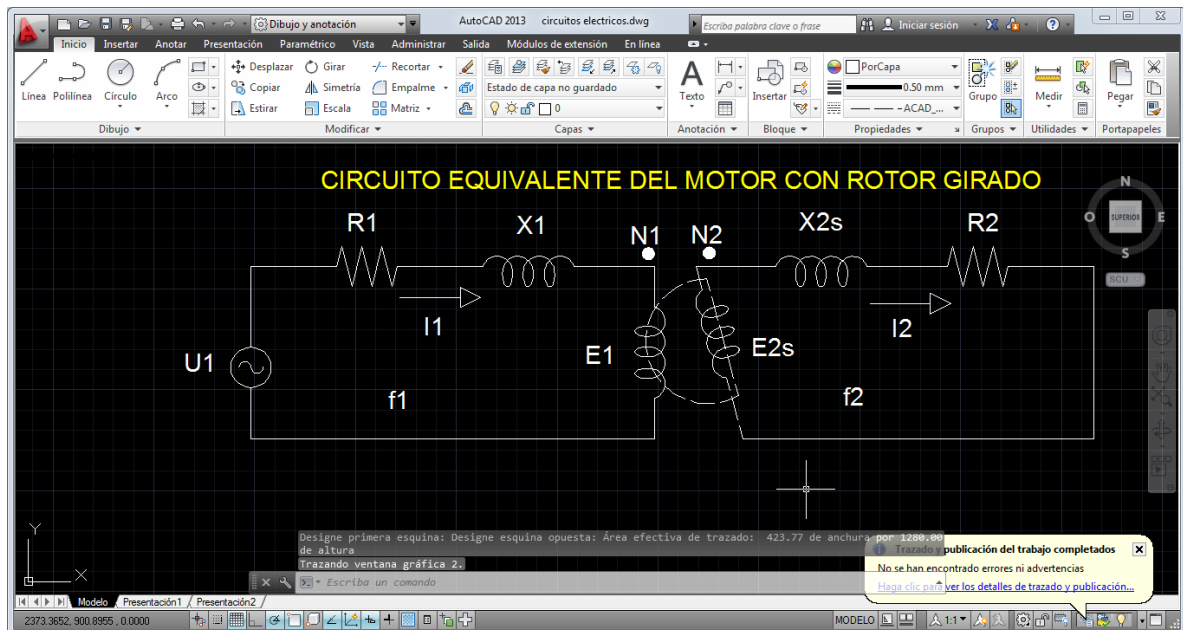 Dibujo y anotación
AutoCAD 2013 circuitos electricos.dwg
Escriba palabra clave o frase
Iniciar sesión
Inicio Insertar Anotar Presentación Paramétrico Vista Administrar Salida Módulos de extensión En línea
Línea Polilínea Círculo Arco
Desplazar Girar Recortar
Copiar Simetría Empalme
Estirar Escala Matriz
Estado de capa no guardado
0
Texto
Insertar
PorCapa
0.50 mm
ACAD_...
Grupo
Medir
Pegar
Dibujo Modificar Capas Anotación Bloque Propiedades Grupos Utilidades Portapapeles
CIRCUITO EQUIVALENTE DEL MOTOR CON ROTOR GIRADO
N
O SUPERIOR E
S
SCU
R1 X1 N1 N2 X2s R2
I1 I2
U1 E1 E2s
f1 f2
Y
X
Designe primera esquina: Designe esquina opuesta: Área efectiva de trazado: 423.77 de anchura por 1280.00
de altura
Trazando ventana gráfica 2.
Escriba un comando
Trazado y publicación del trabajo completados
No se han encontrado errores ni advertencias
Haga clic para ver los detalles de trazado y publicación...
Modelo Presentación1 Presentación2
2373.3652, 900.8955 , 0.0000
MODELO
1:1